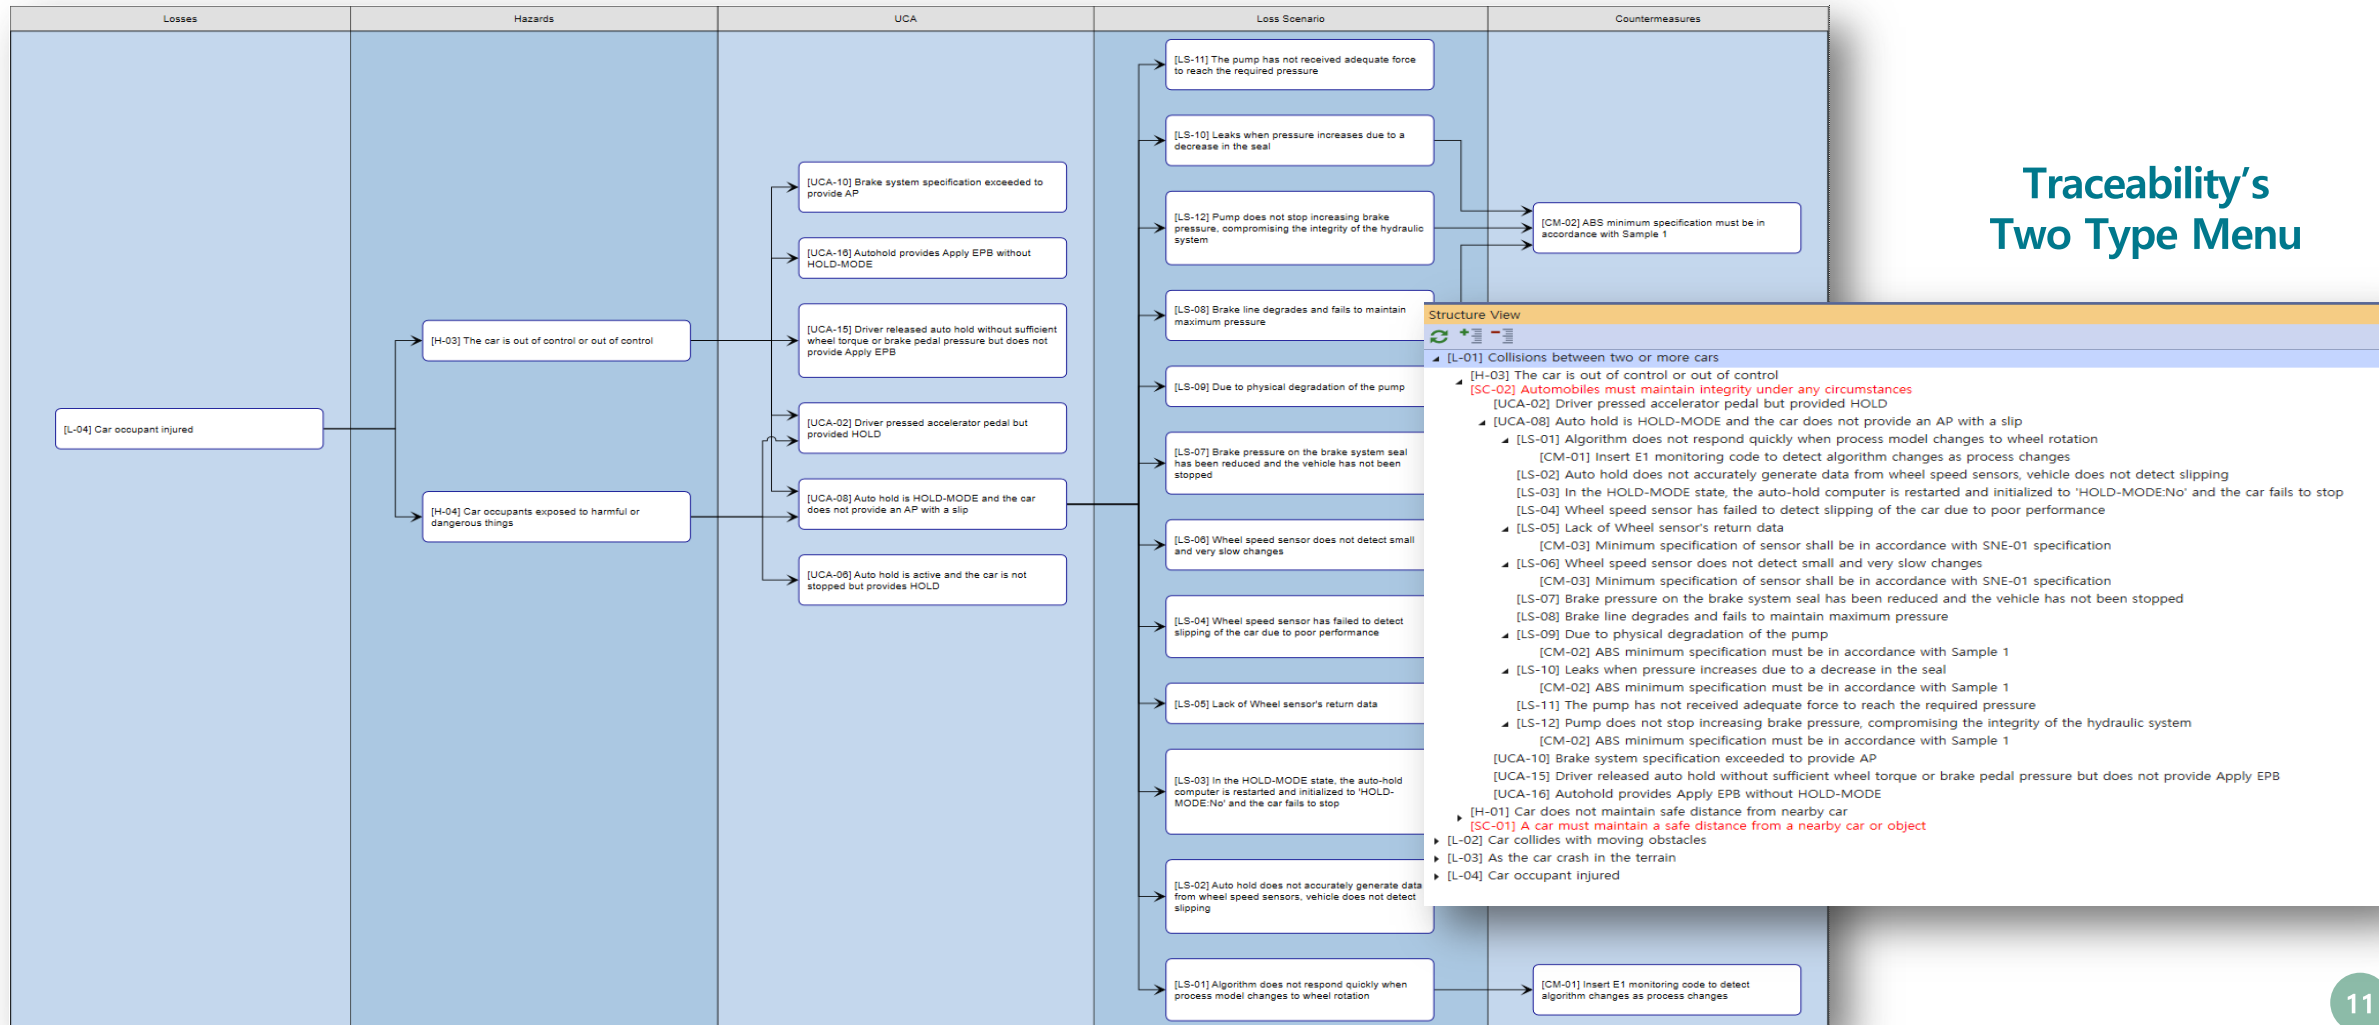 Losses
Hazards
UCA
Loss Scenario
Countermeasures
[L-04] Car occupant injured
[H-03] The car is out of control or out of control
[H-04] Car occupants exposed to harmful or
dangerous things
[UCA-10] Brake system specification exceeded to
provide AP
[UCA-16] Autohold provides Apply EPB without
HOLD-MODE
[UCA-15] Driver released auto hold without sufficient
wheel torque or brake pedal pressure but does not
provide Apply EPB
[UCA-02] Driver pressed accelerator pedal but
provided HOLD
[UCA-08] Auto hold is HOLD-MODE and the car
does not provide an AP with a slip
[UCA-06] Auto hold is active and the car is not
stopped but provides HOLD
[LS-11] The pump has not received adequate force
to reach the required pressure
[LS-10] Leaks when pressure increases due to a
decrease in the seal
[LS-12] Pump does not stop increasing brake
pressure, compromising the integrity of the hydraulic
system
[LS-08] Brake line degrades and fails to maintain
maximum pressure
[LS-09] Due to physical degradation of the pump
[LS-07] Brake pressure on the brake system seal
has been reduced and the vehicle has not been
stopped
[LS-06] Wheel speed sensor does not detect small
and very slow changes
[LS-04] Wheel speed sensor has failed to detect
slipping of the car due to poor performance
[LS-05] Lack of Wheel sensor's return data
[LS-03] In the HOLD-MODE state, the auto-hold
computer is restarted and initialized to 'HOLD-
MODE:No' and the car fails to stop
[LS-02] Auto hold does not accurately generate data
from wheel speed sensors, vehicle does not detect
slipping
[LS-01] Algorithm does not respond quickly when
process model changes to wheel rotation
[CM-02] ABS minimum specification must be in
accordance with Sample 1
[CM-01] Insert E1 monitoring code to detect
algorithm changes as process changes
Traceability’s
Two Type Menu
Structure View
[L-01] Collisions between two or more cars
[H-03] The car is out of control or out of control
[SC-02] Automobiles must maintain integrity under any circumstances
[UCA-02] Driver pressed accelerator pedal but provided HOLD
[UCA-08] Auto hold is HOLD-MODE and the car does not provide an AP with a slip
[LS-01] Algorithm does not respond quickly when process model changes to wheel rotation
[CM-01] Insert E1 monitoring code to detect algorithm changes as process changes
[LS-02] Auto hold does not accurately generate data from wheel speed sensors, vehicle does not detect slipping
[LS-03] In the HOLD-MODE state, the auto-hold computer is restarted and initialized to 'HOLD-MODE:No' and the car fails to stop
[LS-04] Wheel speed sensor has failed to detect slipping of the car due to poor performance
[LS-05] Lack of Wheel sensor's return data
[CM-03] Minimum specification of sensor shall be in accordance with SNE-01 specification
[LS-06] Wheel speed sensor does not detect small and very slow changes
[CM-03] Minimum specification of sensor shall be in accordance with SNE-01 specification
[LS-07] Brake pressure on the brake system seal has been reduced and the vehicle has not been stopped
[LS-08] Brake line degrades and fails to maintain maximum pressure
[LS-09] Due to physical degradation of the pump
[CM-02] ABS minimum specification must be in accordance with Sample 1
[LS-10] Leaks when pressure increases due to a decrease in the seal
[CM-02] ABS minimum specification must be in accordance with Sample 1
[LS-11] The pump has not received adequate force to reach the required pressure
[LS-12] Pump does not stop increasing brake pressure, compromising the integrity of the hydraulic system
[CM-02] ABS minimum specification must be in accordance with Sample 1
[UCA-10] Brake system specification exceeded to provide AP
[UCA-15] Driver released auto hold without sufficient wheel torque or brake pedal pressure but does not provide Apply EPB
[UCA-16] Autohold provides Apply EPB without HOLD-MODE
[H-01] Car does not maintain safe distance from nearby car
[SC-01] A car must maintain a safe distance from a nearby car or object
[L-02] Car collides with moving obstacles
[L-03] As the car crash in the terrain
[L-04] Car occupant injured
11